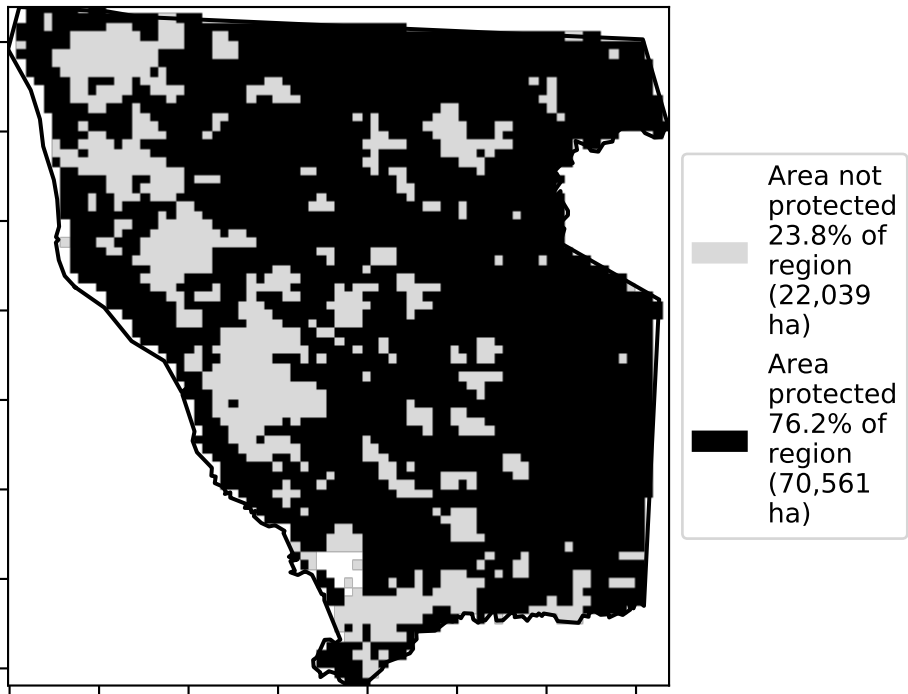 Area not
protected
23.8% of
region
(22,039
ha)
Area
protected
76.2% of
region
(70,561
ha)